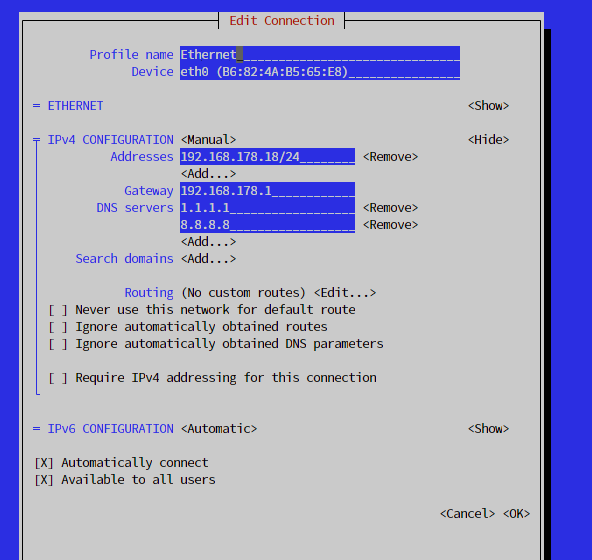 Edit Connection
Profile name Ethernet_______________________________
Device eth0 (B6:82:4A:B5:65:E8)________________
= ETHERNET <Show>
= IPv4 CONFIGURATION <Manual> <Hide>
Addresses 192.168.178.18/24________ <Remove>
<Add...>
Gateway 192.168.178.1____________
DNS servers 1.1.1.1__________________ <Remove>
8.8.8.8__________________ <Remove>
<Add...>
Search domains <Add...>
Routing (No custom routes) <Edit...>
[ ] Never use this network for default route
[ ] Ignore automatically obtained routes
[ ] Ignore automatically obtained DNS parameters
[ ] Require IPv4 addressing for this connection
= IPv6 CONFIGURATION <Automatic> <Show>
[X] Automatically connect
[X] Available to all users
<Cancel> <OK>